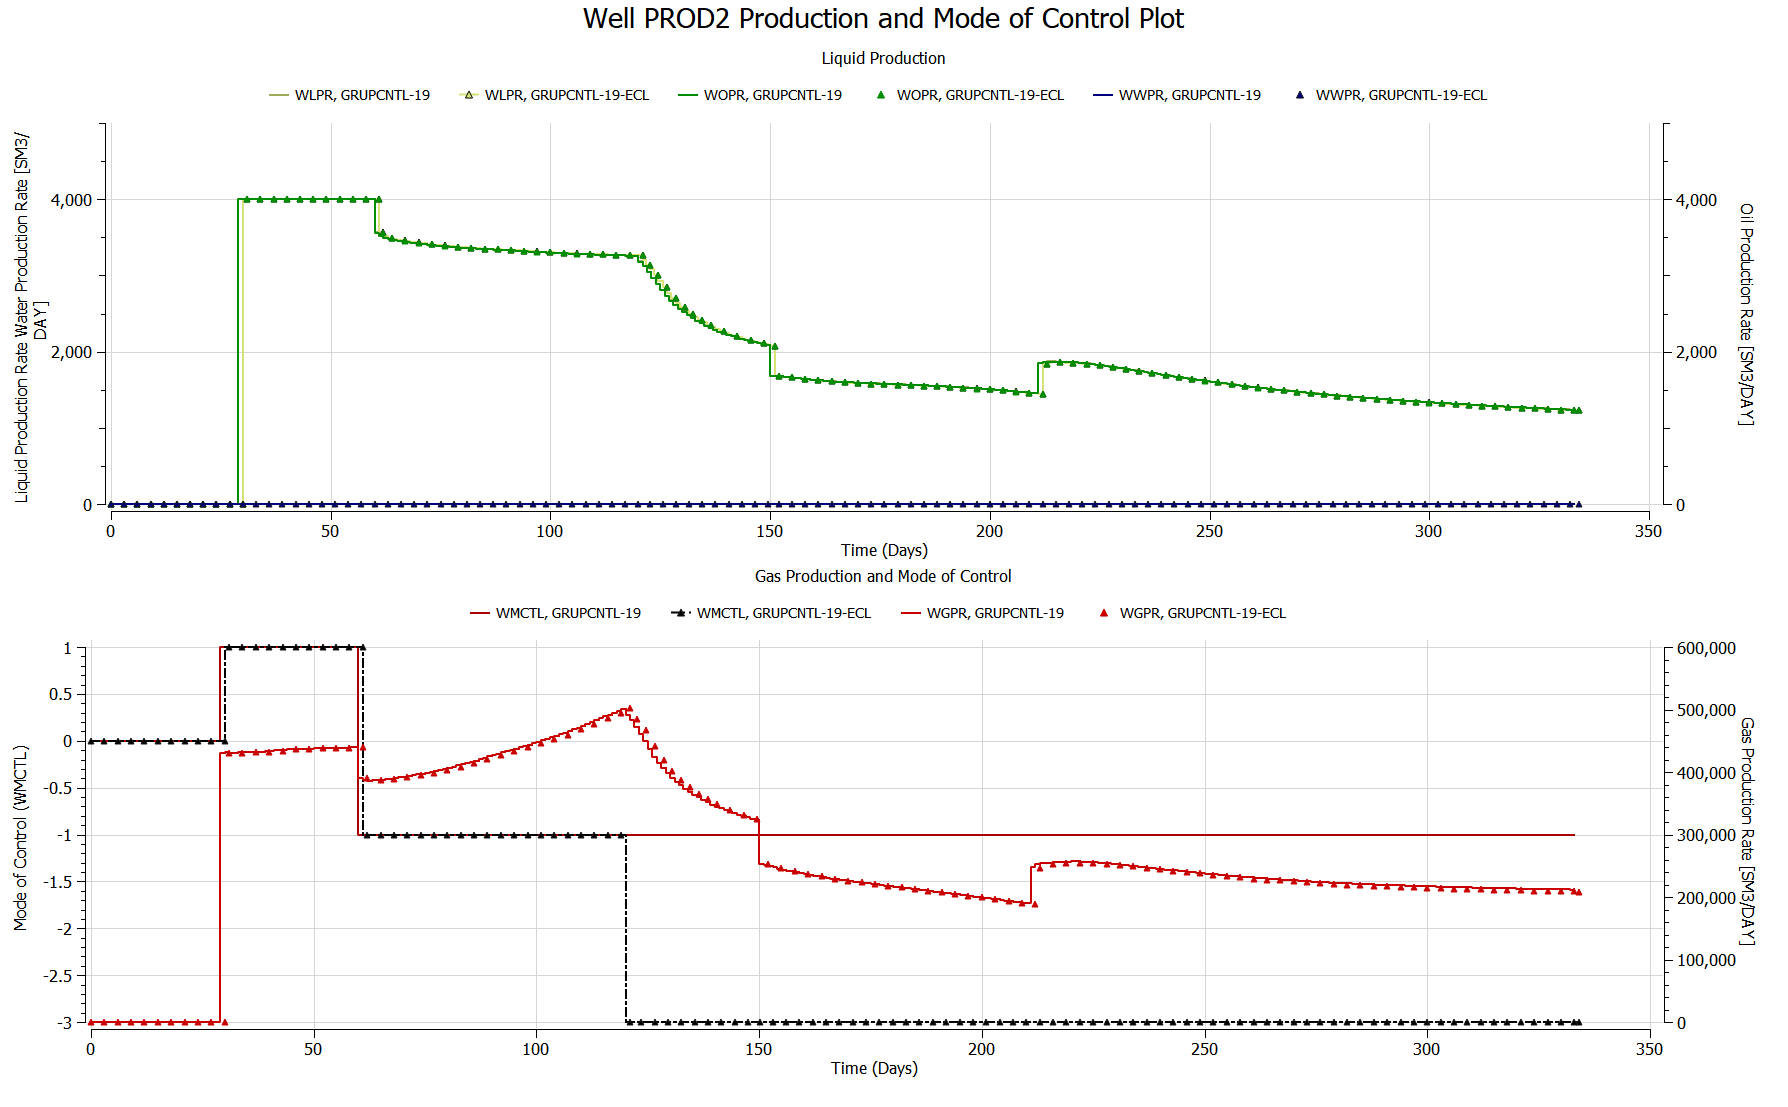 Well PROD2 Production and Mode of Control Plot
Liquid Production
WLPR, GRUPCNTL-19 WLPR, GRUPCNTL-19-ECL WOPR, GRUPCNTL-19 WOPR, GRUPCNTL-19-ECL WWPR, GRUPCNTL-19 WWPR, GRUPCNTL-19-ECL
Liquid Production Rate Water Production Rate [SM3/
DAY]
4,000
2,000
0
4,000
2,000
0
Oil Production Rate [SM3/DAY]
0 50 100 150 200 250 300 350
Time (Days)
Gas Production and Mode of Control
WMCTL, GRUPCNTL-19 WMCTL, GRUPCNTL-19-ECL WGPR, GRUPCNTL-19 WGPR, GRUPCNTL-19-ECL
Mode of Control (WMCTL)
1
0.5
0
-0.5
-1
-1.5
-2
-2.5
-3
600,000
500,000
400,000
300,000
200,000
100,000
0
Gas Production Rate [SM3/DAY]
0 50 100 150 200 250 300 350
Time (Days)